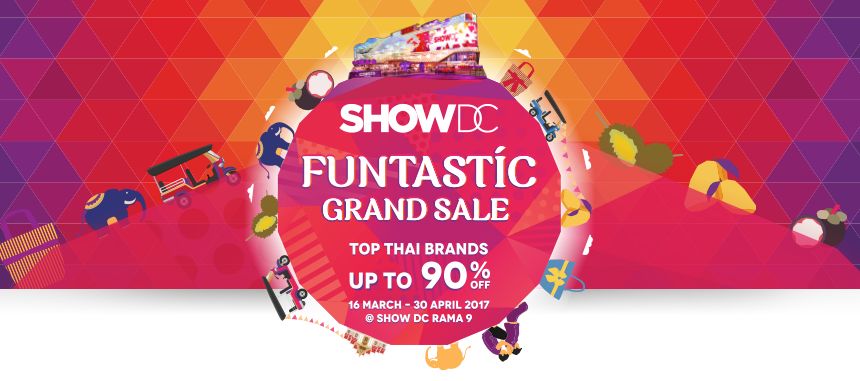 SHOW DC
FUNTASTÍC
GRAND SALE
TOP THAI BRANDS
UP TO 90% OFF
16 MARCH - 30 APRIL 2017
@ SHOW DC RAMA 9